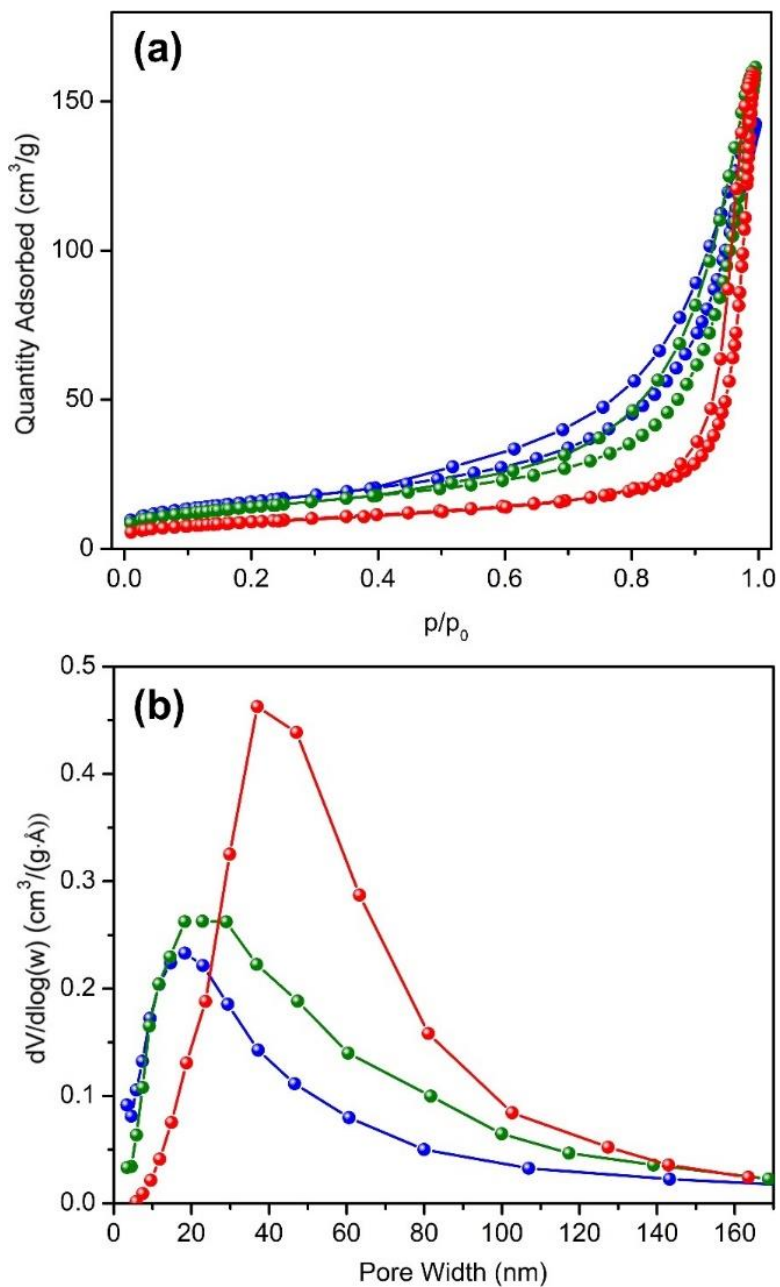 (a)
Quantity Adsorbed (cm³/g)
150
100
50
0
0.0 0.2 0.4 0.6 0.8 1.0
p/p₀
(b)
dV/dlog(w) (cm³/(g·Å))
0.5
0.4
0.3
0.2
0.1
0.0
0 20 40 60 80 100 120 140 160
Pore Width (nm)